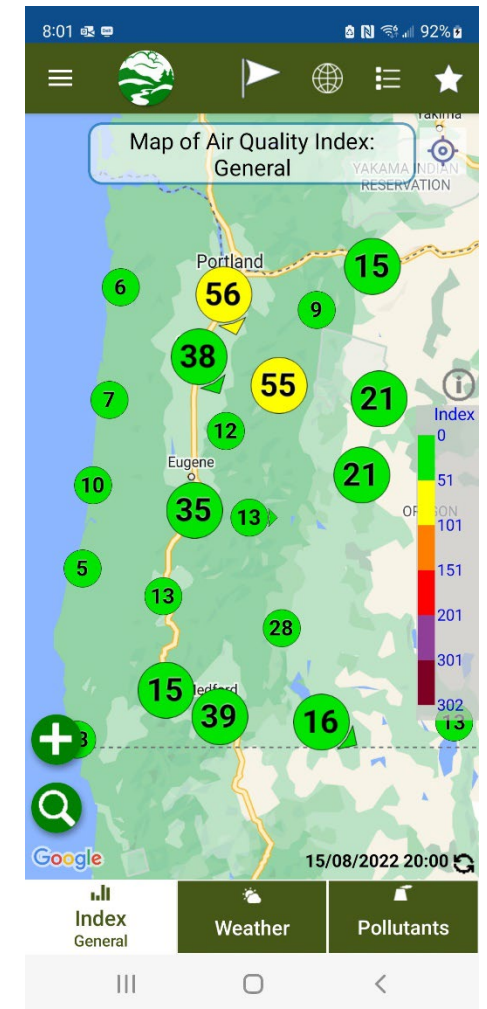 8:01
92%
Map of Air Quality Index:
General
Yakima
YAKAMA INDIAN
RESERVATION
Portland
15
6
56
9
38
55
21
7
Index
0
12
51
Eugene
21
10
35
13
101
5
13
151
28
201
301
15
39
16
302
13
Google
15/08/2022 20:00
Index
General
Weather
Pollutants